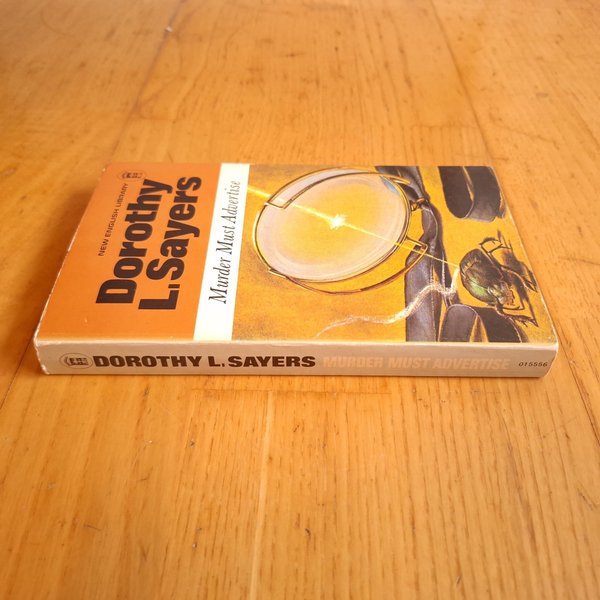 NEW ENGLISH LIBRARY
Dorothy
L. Sayers
Murder Must Advertise
DOROTHY L. SAYERS MURDER MUST ADVERTISE 015556